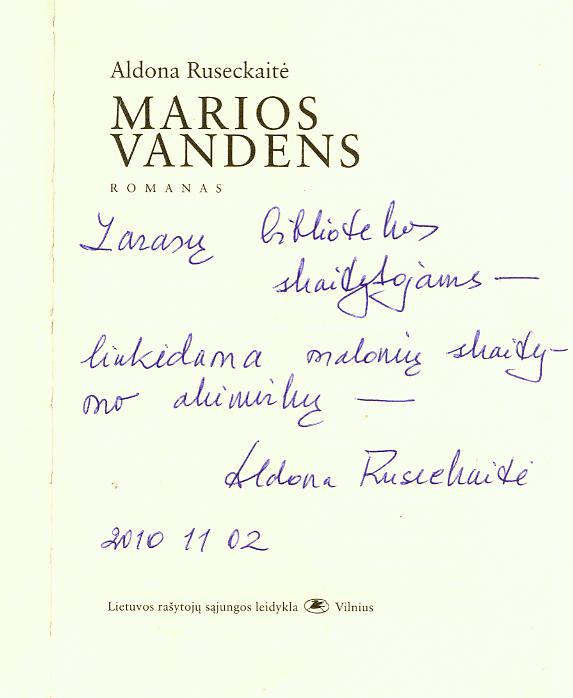 Aldona Ruseckaitė
MARIOS
VANDENS
ROMANAS
Zarasų bibliotekos
skaitytojams —
linkėdama malonių skaity-
mo akimirkų —
Aldona Ruseckaitė
2010 11 02
Lietuvos rašytojų sąjungos leidykla Vilnius